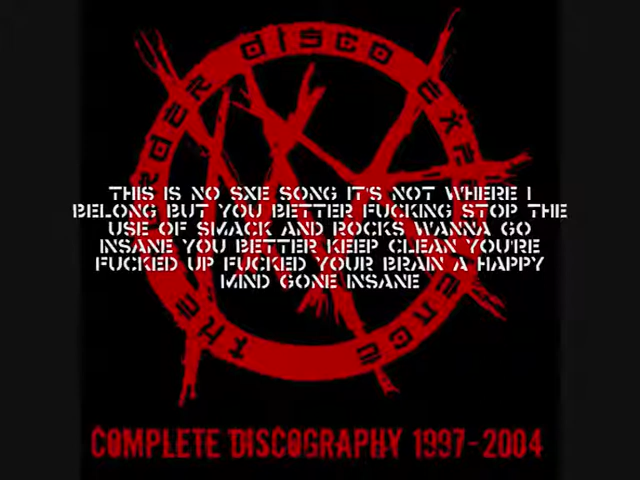 THE MURDER DISCO EXPERIENCE
THIS IS NO SXE SONG IT'S NOT WHERE I
BELONG BUT YOU BETTER FUCKING STOP THE
USE OF SMACK AND ROCKS WANNA GO
INSANE YOU BETTER KEEP CLEAN YOU'RE
FUCKED UP FUCKED YOUR BRAIN A HAPPY
MIND GONE INSANE
COMPLETE DISCOGRAPHY 1997-2004